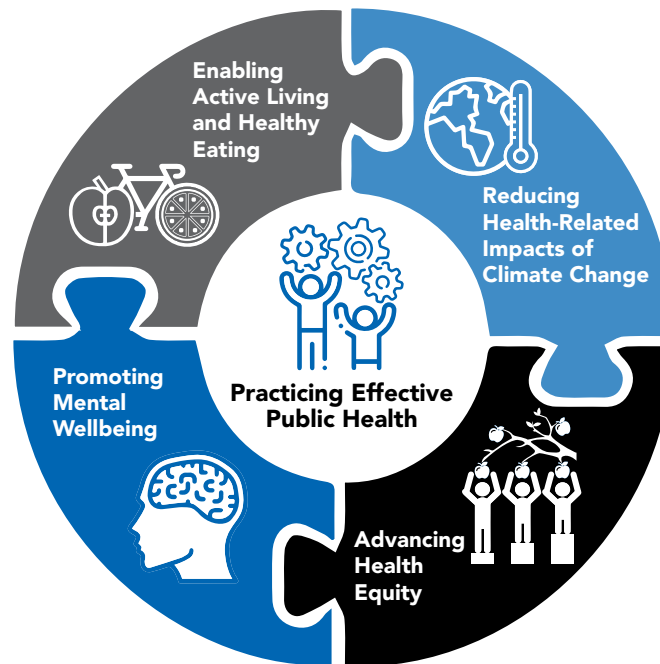 Enabling
Active Living
and Healthy
Eating
Reducing
Health-Related
Impacts of
Climate Change
Practicing Effective
Public Health
Promoting
Mental
Wellbeing
Advancing
Health
Equity